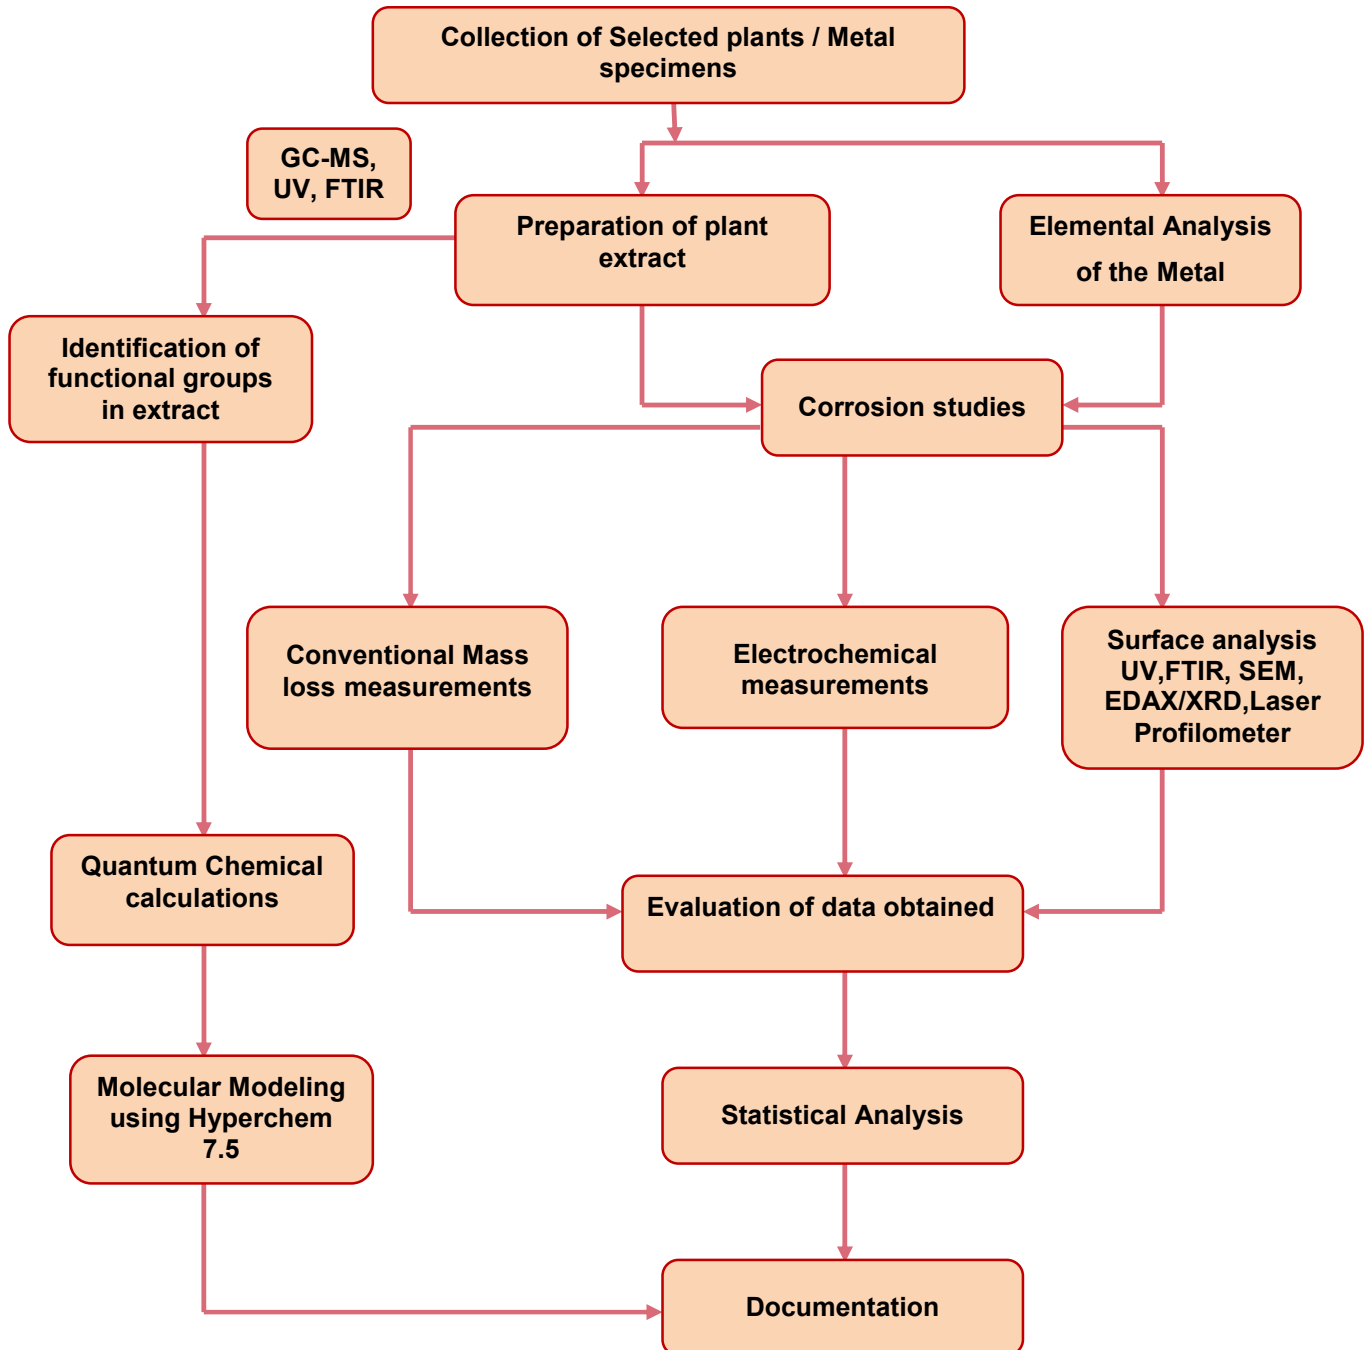 Collection of Selected plants / Metal
specimens
GC-MS,
UV, FTIR
Preparation of plant
extract
Elemental Analysis
of the Metal
Identification of
functional groups
in extract
Corrosion studies
Conventional Mass
loss measurements
Electrochemical
measurements
Surface analysis
UV,FTIR, SEM,
EDAX/XRD,Laser
Profilometer
Quantum Chemical
calculations
Evaluation of data obtained
Molecular Modeling
using Hyperchem
7.5
Statistical Analysis
Documentation